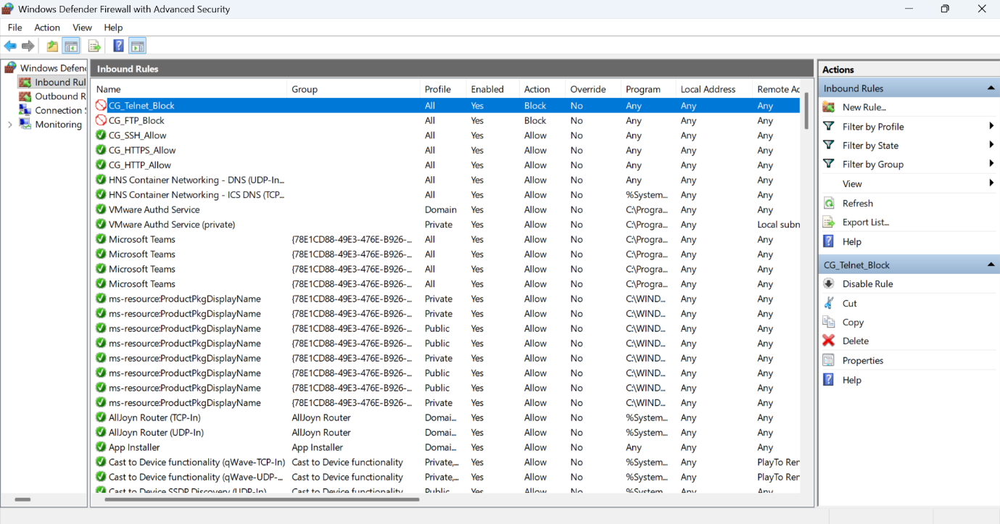 Windows Defender Firewall with Advanced Security
File Action View Help
Windows Defen
Inbound Rul
Outbound R
Connection
Monitoring
Inbound Rules
Name Group Profile Enabled Action Override Program Local Address Remote Ac
CG_Telnet_Block All Yes Block No Any Any Any
CG_FTP_Block All Yes Block No Any Any Any
CG_SSH_Allow All Yes Allow No Any Any Any
CG_HTTPS_Allow All Yes Allow No Any Any Any
CG_HTTP_Allow All Yes Allow No Any Any Any
HNS Container Networking - DNS (UDP-In... All Yes Allow No Any Any Any
HNS Container Networking - ICS DNS (TCP... All Yes Allow No %System... Any Any
VMware Authd Service Domain Yes Allow No C:\Progra... Any Any
VMware Authd Service (private) Private Yes Allow No C:\Progra... Any Local subn
Microsoft Teams {78E1CD88-49E3-476E-B926-... All Yes Allow No C:\Progra... Any Any
Microsoft Teams {78E1CD88-49E3-476E-B926-... All Yes Allow No C:\Progra... Any Any
Microsoft Teams {78E1CD88-49E3-476E-B926-... All Yes Allow No C:\Progra... Any Any
Microsoft Teams {78E1CD88-49E3-476E-B926-... All Yes Allow No C:\Progra... Any Any
ms-resource:ProductPkgDisplayName {78E1CD88-49E3-476E-B926-... Private Yes Allow No C:\WIND... Any Any
ms-resource:ProductPkgDisplayName {78E1CD88-49E3-476E-B926-... Private Yes Allow No C:\WIND... Any Any
ms-resource:ProductPkgDisplayName {78E1CD88-49E3-476E-B926-... Public Yes Allow No C:\WIND... Any Any
ms-resource:ProductPkgDisplayName {78E1CD88-49E3-476E-B926-... Public Yes Allow No C:\WIND... Any Any
ms-resource:ProductPkgDisplayName {78E1CD88-49E3-476E-B926-... Private Yes Allow No C:\WIND... Any Any
ms-resource:ProductPkgDisplayName {78E1CD88-49E3-476E-B926-... Public Yes Allow No C:\WIND... Any Any
ms-resource:ProductPkgDisplayName {78E1CD88-49E3-476E-B926-... Public Yes Allow No C:\WIND... Any Any
ms-resource:ProductPkgDisplayName {78E1CD88-49E3-476E-B926-... Private Yes Allow No C:\WIND... Any Any
AllJoyn Router (TCP-In) AllJoyn Router Domai... Yes Allow No %System... Any Any
AllJoyn Router (UDP-In) AllJoyn Router Domai... Yes Allow No %System... Any Any
App Installer App Installer Domai... Yes Allow No Any Any Any
Cast to Device functionality (qWave-TCP-In) Cast to Device functionality Private,... Yes Allow No %System... Any PlayTo Ren
Cast to Device functionality (qWave-UDP-... Cast to Device functionality Private,... Yes Allow No %System... Any PlayTo Ren
Cast to Device SSDP Discovery (UDP-In) Cast to Device functionality Public Yes Allow No %System... Any Any
Actions
Inbound Rules
New Rule...
Filter by Profile
Filter by State
Filter by Group
View
Refresh
Export List...
Help
CG_Telnet_Block
Disable Rule
Cut
Copy
Delete
Properties
Help